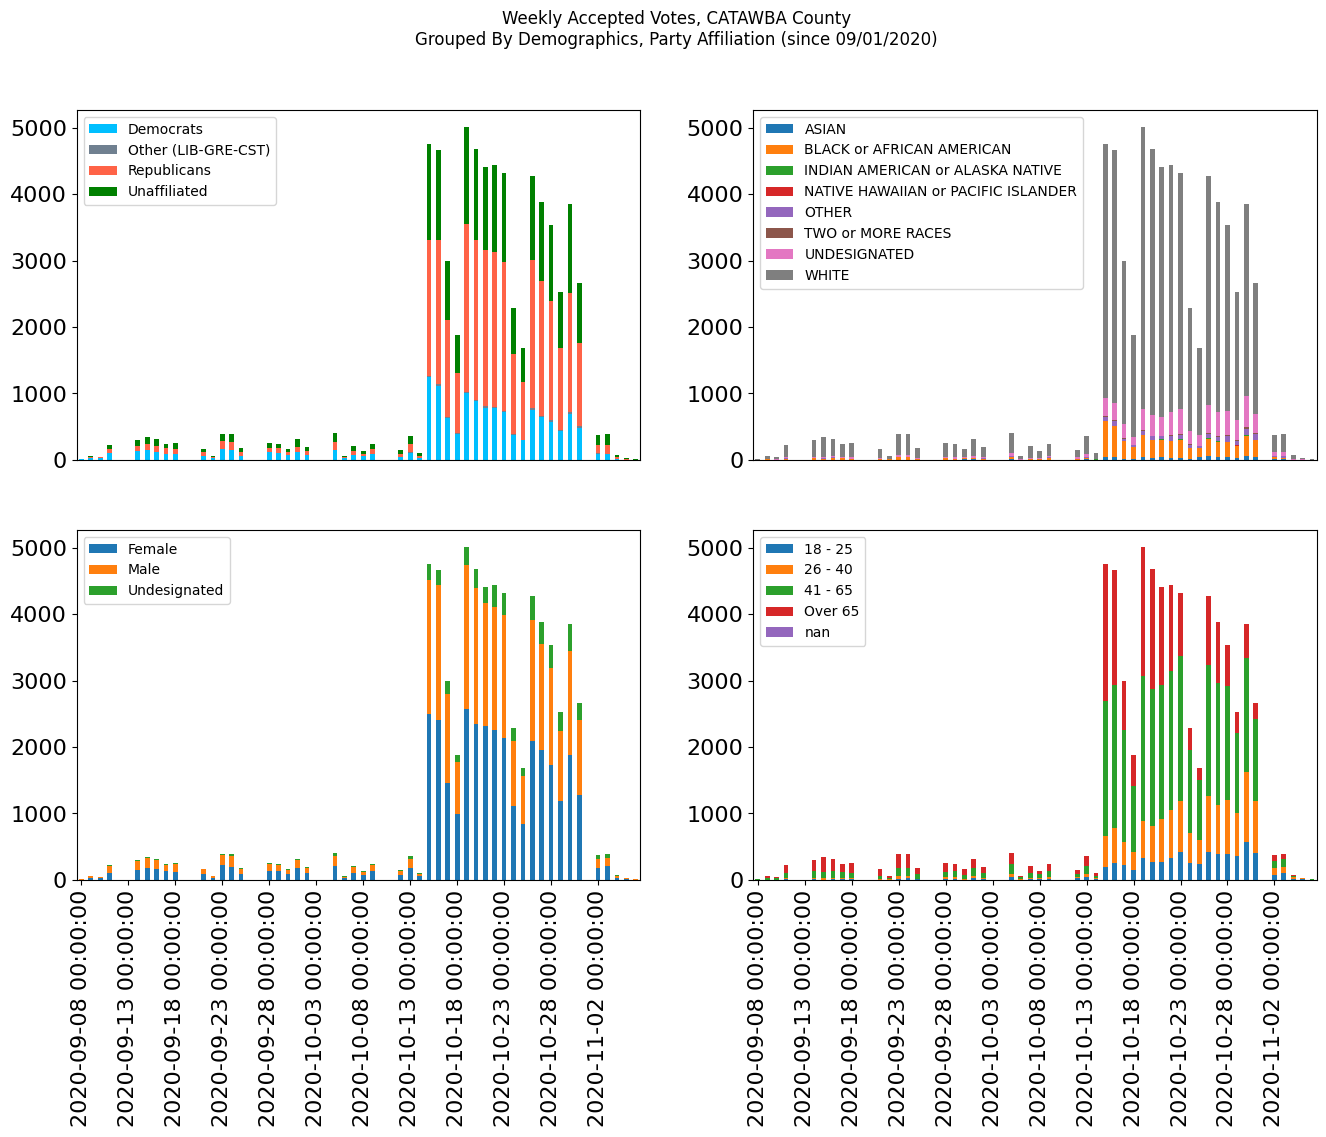 Weekly Accepted Votes, CATAWBA County
Grouped By Demographics, Party Affiliation (since 09/01/2020)
5000
4000
3000
2000
1000
0
Democrats
Other (LIB-GRE-CST)
Republicans
Unaffiliated
5000
4000
3000
2000
1000
0
ASIAN
BLACK or AFRICAN AMERICAN
INDIAN AMERICAN or ALASKA NATIVE
NATIVE HAWAIIAN or PACIFIC ISLANDER
OTHER
TWO or MORE RACES
UNDESIGNATED
WHITE
5000
4000
3000
2000
1000
0
Female
Male
Undesignated
2020-09-08 00:00:00
2020-09-13 00:00:00
2020-09-18 00:00:00
2020-09-23 00:00:00
2020-09-28 00:00:00
2020-10-03 00:00:00
2020-10-08 00:00:00
2020-10-13 00:00:00
2020-10-18 00:00:00
2020-10-23 00:00:00
2020-10-28 00:00:00
2020-11-02 00:00:00
5000
4000
3000
2000
1000
0
18 - 25
26 - 40
41 - 65
Over 65
nan
2020-09-08 00:00:00
2020-09-13 00:00:00
2020-09-18 00:00:00
2020-09-23 00:00:00
2020-09-28 00:00:00
2020-10-03 00:00:00
2020-10-08 00:00:00
2020-10-13 00:00:00
2020-10-18 00:00:00
2020-10-23 00:00:00
2020-10-28 00:00:00
2020-11-02 00:00:00